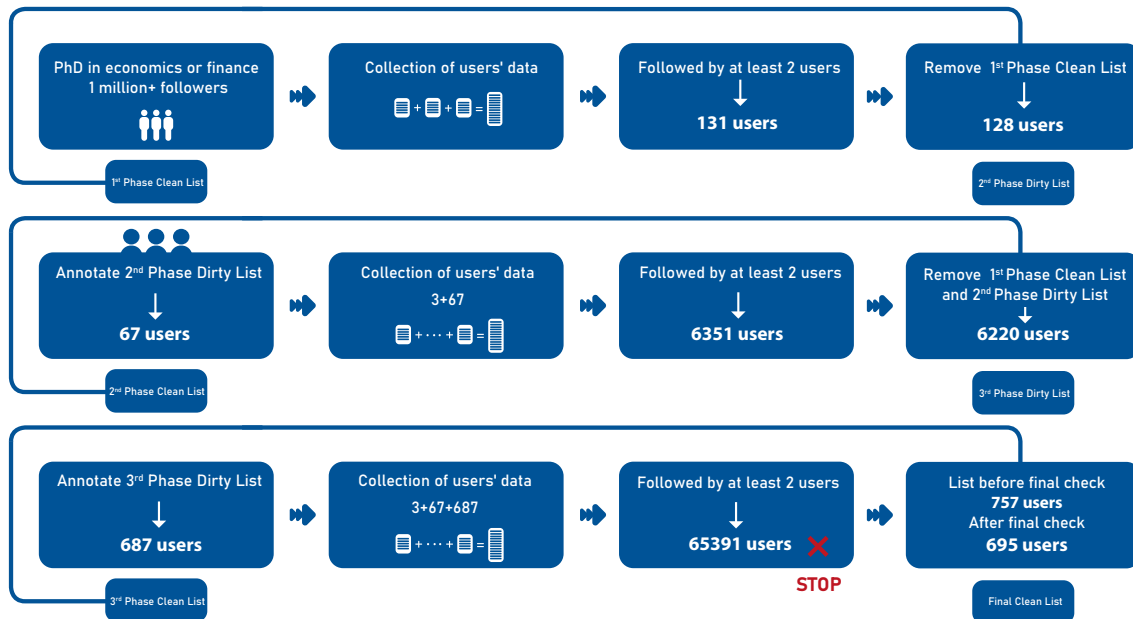 PhD in economics or finance
1 million+ followers
1st Phase Clean List
Collection of users' data
+ + =
Followed by at least 2 users
131 users
Remove 1st Phase Clean List
128 users
2nd Phase Dirty List
Annotate 2nd Phase Dirty List
67 users
2nd Phase Clean List
Collection of users' data
3+67
+ ··· + =
Followed by at least 2 users
6351 users
Remove 1st Phase Clean List
and 2nd Phase Dirty List
6220 users
3rd Phase Dirty List
Annotate 3rd Phase Dirty List
687 users
3rd Phase Clean List
Collection of users' data
3+67+687
+ ··· + =
Followed by at least 2 users
65391 users
STOP
List before final check
757 users
After final check
695 users
Final Clean List